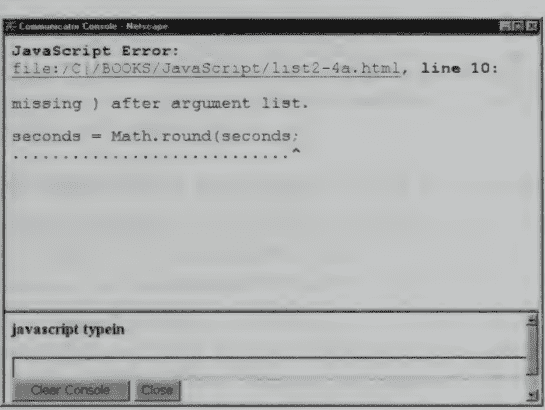 Communicator Console - Netscape
JavaScript Error:
file:/C|/BOOKS/JavaScript/list2-4a.html, line 10:
missing ) after argument list.
seconds = Math.round(seconds;
............................^
javascript typein
Clear Console Close